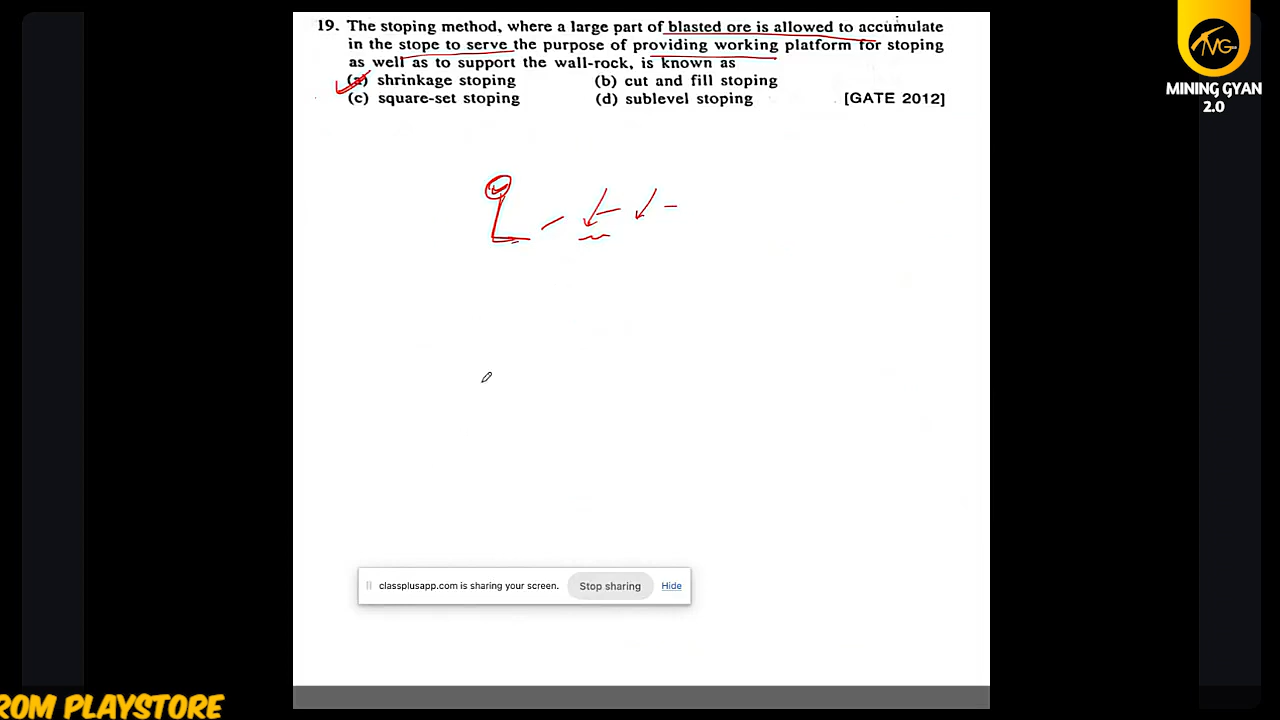 19. The stoping method, where a large part of blasted ore is allowed to accumulate
in the stope to serve the purpose of providing working platform for stoping
as well as to support the wall-rock, is known as
(a) shrinkage stoping (b) cut and fill stoping
(c) square-set stoping (d) sublevel stoping [GATE 2012]
TMG
MINING GYAN
2.0
classplusapp.com is sharing your screen. Stop sharing Hide
ROM PLAYSTORE